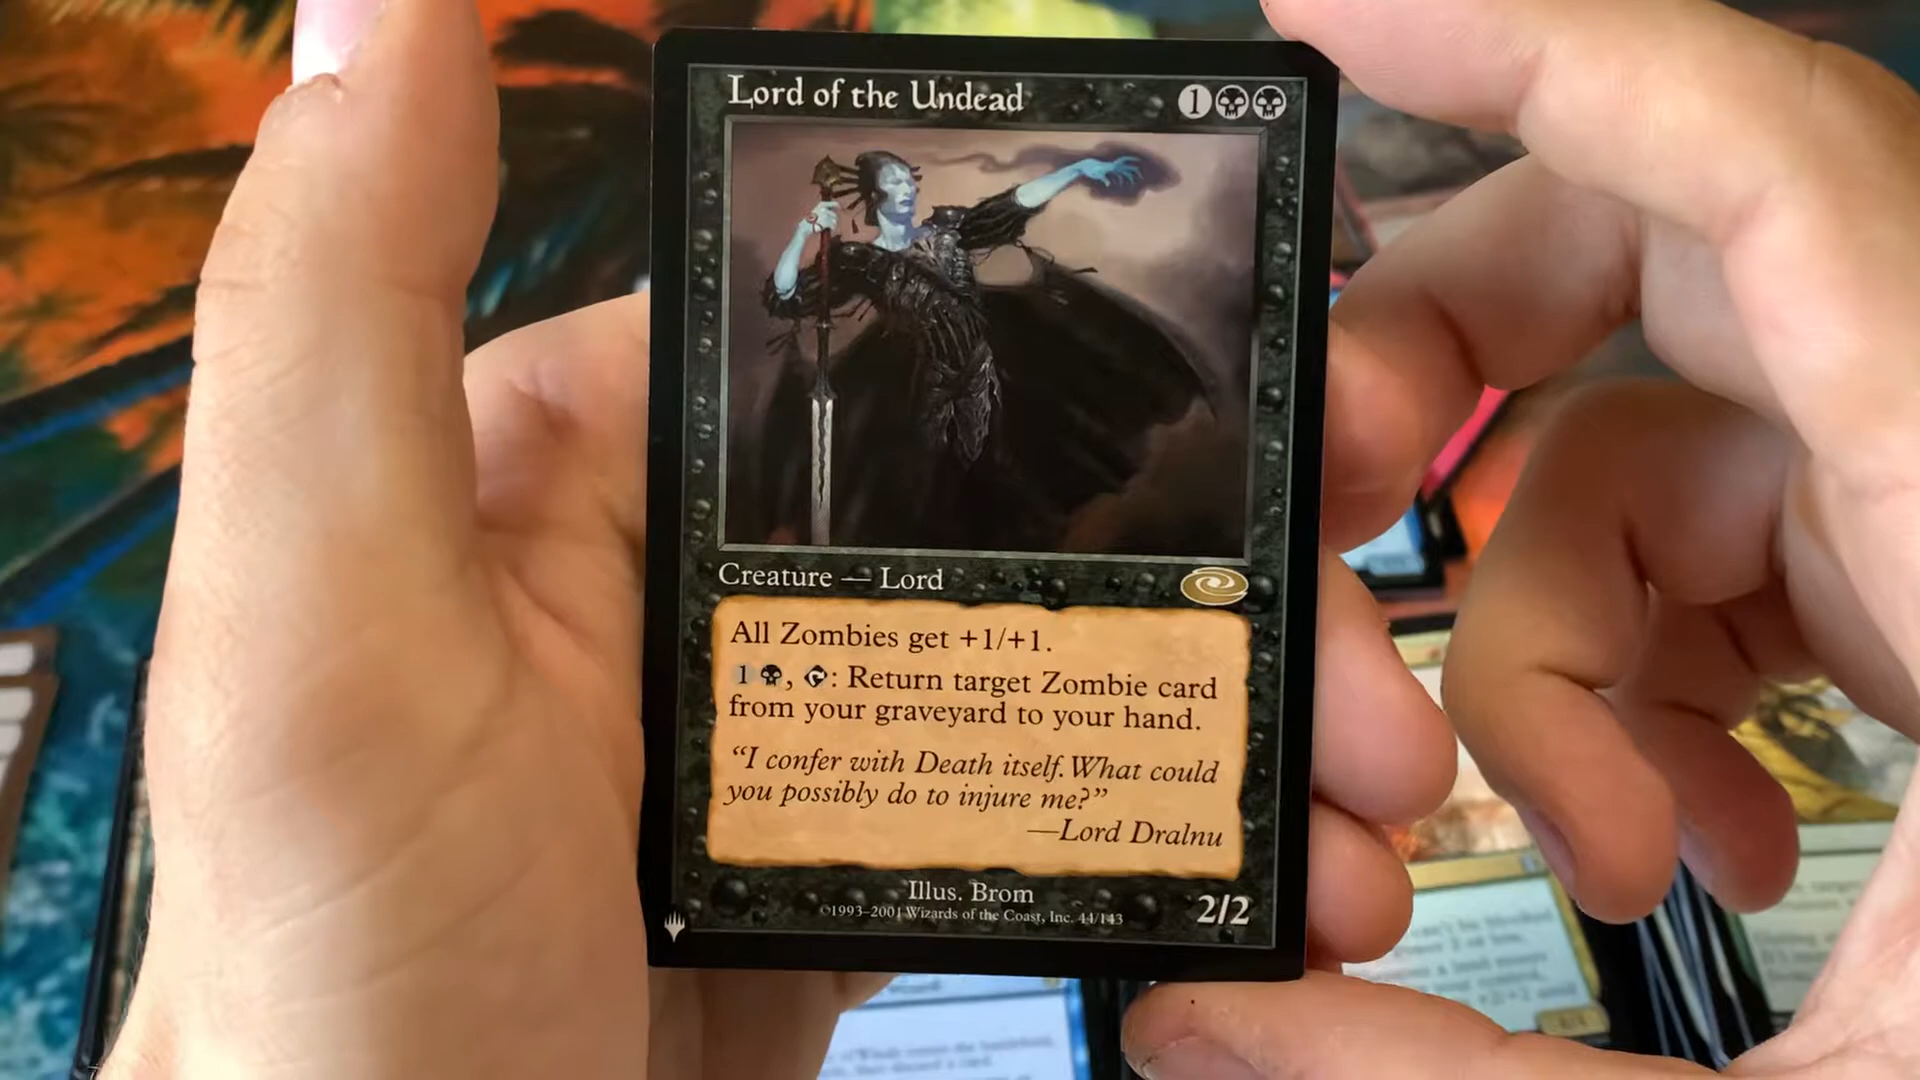 Lord of the Undead
1
Creature — Lord
All Zombies get +1/+1.
1 , : Return target Zombie card
from your graveyard to your hand.
“I confer with Death itself. What could
you possibly do to injure me?”
—Lord Dralnu
Illus. Brom
©1993–2001 Wizards of the Coast, Inc. 44/143
2/2